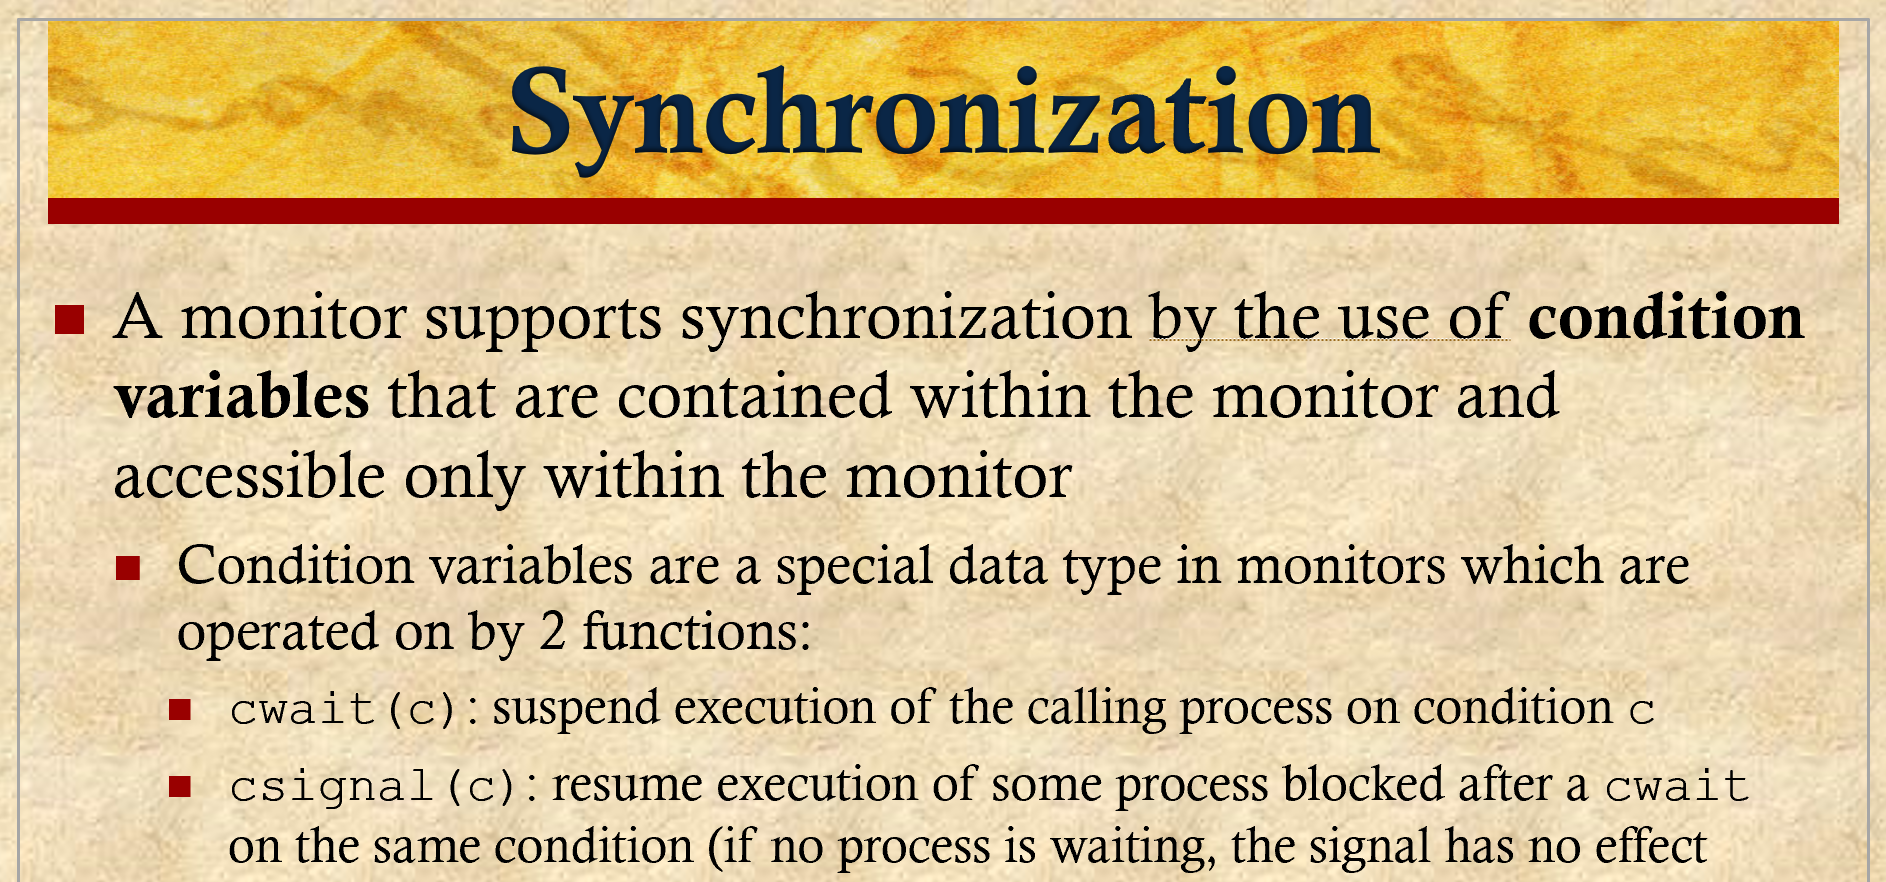 Synchronization
A monitor supports synchronization by the use of condition
variables that are contained within the monitor and
accessible only within the monitor
Condition variables are a special data type in monitors which are
operated on by 2 functions:
cwait(c): suspend execution of the calling process on condition c
csignal(c): resume execution of some process blocked after a cwait
on the same condition (if no process is waiting, the signal has no effect